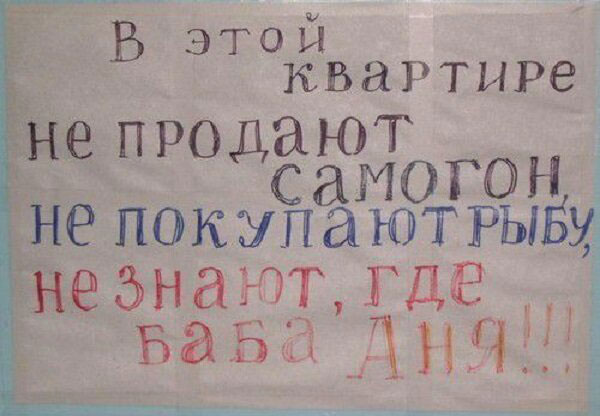 В этой
квартире
не продают
самогон,
не покупают рыбу,
не знают, где
баба Аня!!!